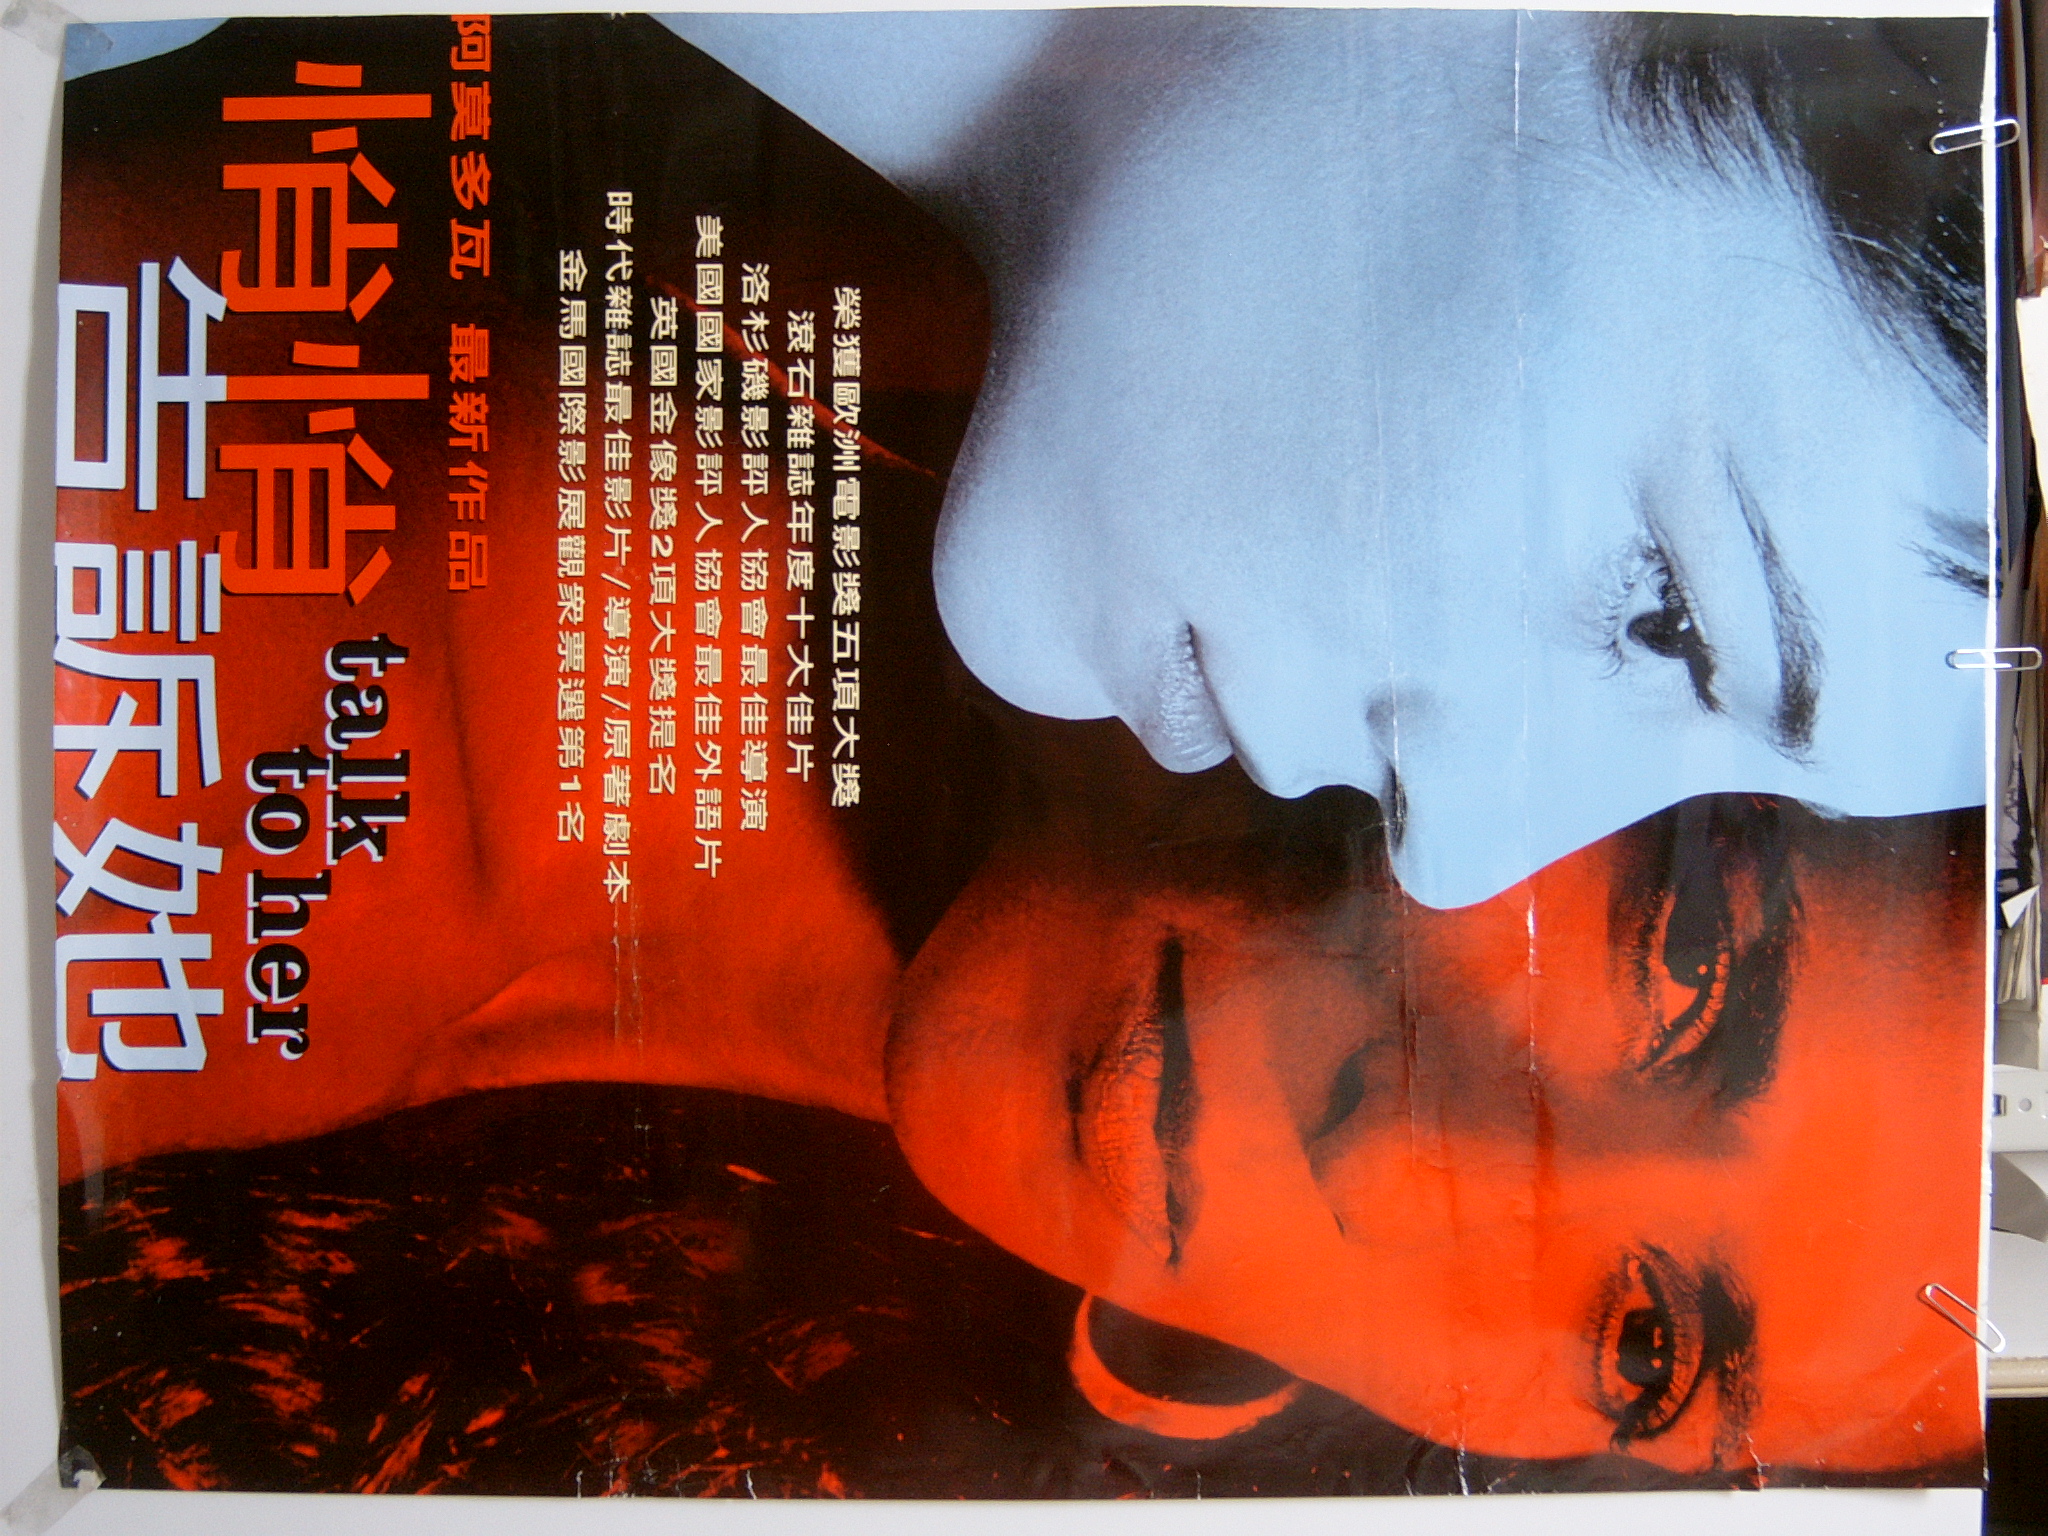 榮獲歐洲電影獎五項大獎
滾石雜誌年度十大佳片
洛杉磯影評人協會最佳導演
美國國家影評人協會最佳外語片
英國金像獎2項大獎提名
時代雜誌最佳影片/導演/原著劇本
金馬國際影展觀眾票選第1名
阿莫多瓦 最新作品
悄悄
talk
to her
告訴她